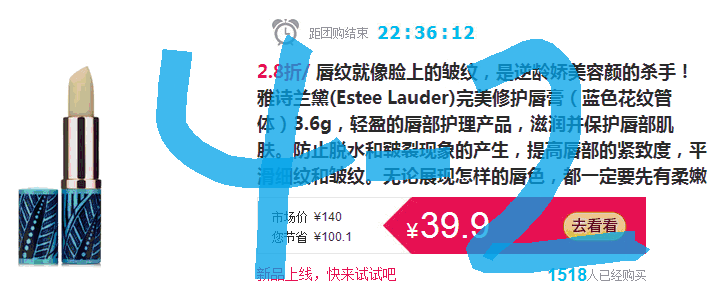 距团购结束 22:36:12
2.8折/ 唇纹就像脸上的皱纹，是逆龄娇美容颜的杀手！
雅诗兰黛(Estee Lauder)完美修护唇膏（蓝色花纹管
体）3.6g，轻盈的唇部护理产品，滋润并保护唇部肌
肤。防止脱水和皲裂现象的产生，提高唇部的紧致度，平
滑细纹和皱纹。无论展现怎样的唇色，都一定要先有柔嫩
市场价 ¥140
您节省 ¥100.1
¥39.9
去看看
新品上线，快来试试吧
1518人已经购买
4-2